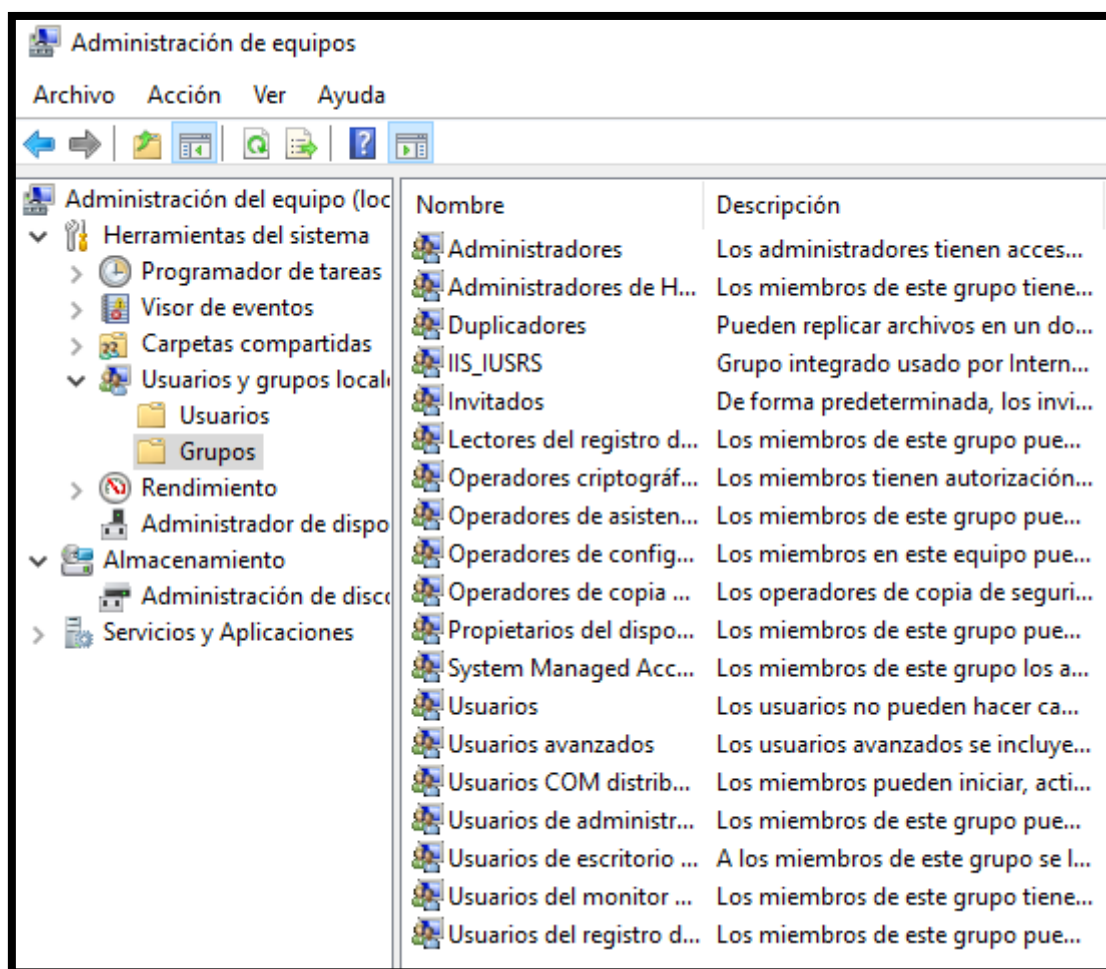 Administración de equipos
Archivo Acción Ver Ayuda
Administración del equipo (loc
Herramientas del sistema
Programador de tareas
Visor de eventos
Carpetas compartidas
Usuarios y grupos locale
Usuarios
Grupos
Rendimiento
Administrador de dispo
Almacenamiento
Administración de disco
Servicios y Aplicaciones
Nombre Descripción
Administradores Los administradores tienen acces...
Administradores de H... Los miembros de este grupo tiene...
Duplicadores Pueden replicar archivos en un do...
IIS_IUSRS Grupo integrado usado por Intern...
Invitados De forma predeterminada, los invi...
Lectores del registro d... Los miembros de este grupo pue...
Operadores criptográf... Los miembros tienen autorización...
Operadores de asisten... Los miembros de este grupo pue...
Operadores de config... Los miembros en este equipo pue...
Operadores de copia ... Los operadores de copia de seguri...
Propietarios del dispo... Los miembros de este grupo pue...
System Managed Acc... Los miembros de este grupo los a...
Usuarios Los usuarios no pueden hacer ca...
Usuarios avanzados Los usuarios avanzados se incluye...
Usuarios COM distrib... Los miembros pueden iniciar, acti...
Usuarios de administr... Los miembros de este grupo pue...
Usuarios de escritorio ... A los miembros de este grupo se l...
Usuarios del monitor ... Los miembros de este grupo tiene...
Usuarios del registro d... Los miembros de este grupo pue...